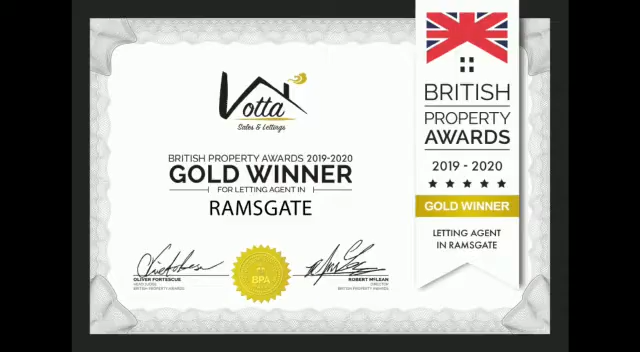 Votta
Sales & Lettings
BRITISH PROPERTY AWARDS 2019-2020
GOLD WINNER
FOR LETTING AGENT IN
RAMSGATE
OLIVER FORTESCUE
BRITISH PROPERTY AWARDS
BPA
ROBERT McLEAN
DIRECTOR
BRITISH PROPERTY AWARDS
BRITISH
PROPERTY
AWARDS
2019 - 2020
GOLD WINNER
LETTING AGENT
IN RAMSGATE